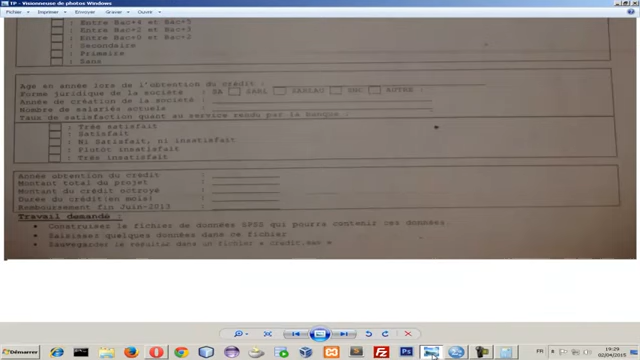 TP - Visionneuse de photos Windows
Fichier Imprimer Envoyer Graver Ouvrir
: Entre Bac+4 et Bac+5
: Entre Bac+2 et Bac+3
: Entre Bac+0 et Bac+2
: Secondaire
: Primaire
: Sans
Age en année lors de l'obtention du crédit :
Forme juridique de la société : SA SARL SARLAU SNC AUTRE :
Année de création de la société :
Nombre de salariés actuels :
Taux de satisfaction quant au service rendu par la banque :
: Très satisfait
: Satisfait
: Ni Satisfait, ni insatisfait
: Plutôt insatisfait
: Très insatisfait
Année obtention du crédit :
Montant total du projet :
Montant du crédit octroyé :
Durée du crédit(en mois) :
Remboursement fin Juin-2013 :
Travail demandé :
• Construisez le fichier de données SPSS qui pourra contenir ces données.
• Saisissez quelques données dans ce fichier
• Sauvegarder le résultat dans un fichier « credit.sav »
Démarrer
FR
19:29
02/04/2015